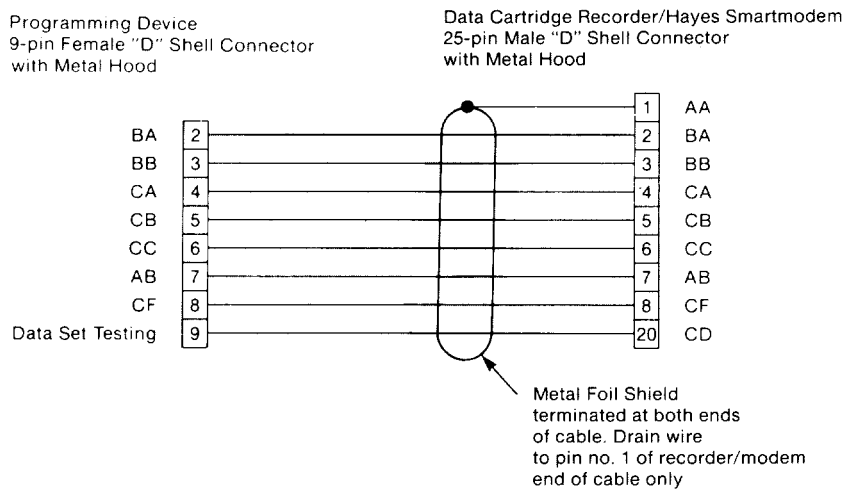 Programming Device
9-pin Female "D" Shell Connector
with Metal Hood
Data Cartridge Recorder/Hayes Smartmodem
25-pin Male "D" Shell Connector
with Metal Hood
1 AA
BA 2 2 BA
BB 3 3 BB
CA 4 4 CA
CB 5 5 CB
CC 6 6 CC
AB 7 7 AB
CF 8 8 CF
Data Set Testing 9 20 CD
Metal Foil Shield
terminated at both ends
of cable. Drain wire
to pin no. 1 of recorder/modem
end of cable only